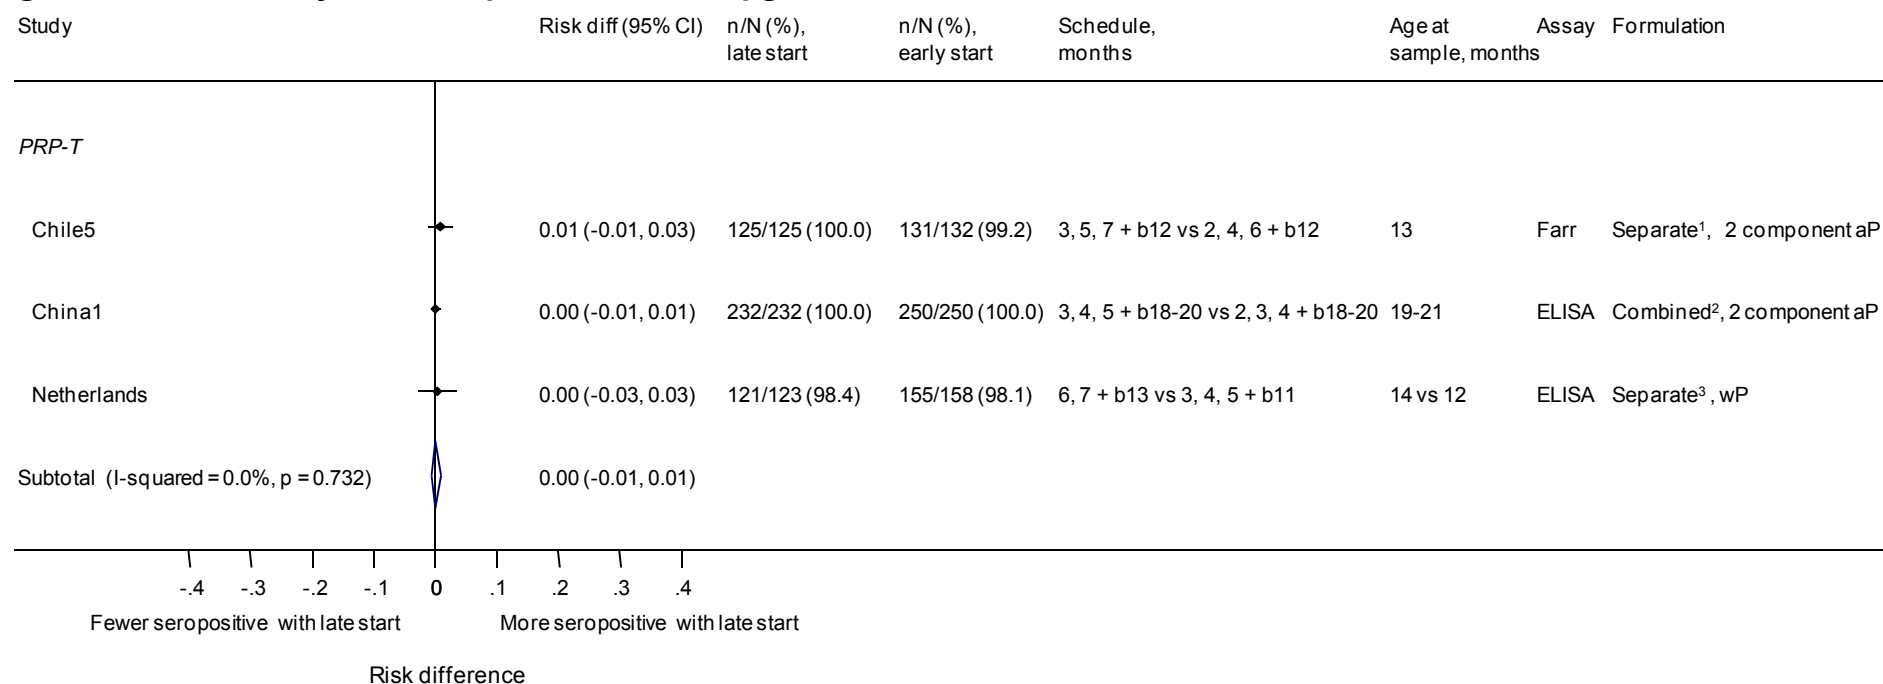 Study Risk diff (95% CI) n/N (%), n/N (%), Schedule, Age at Assay Formulation
late start early start months sample, months
PRP-T
Chile5 0.01 (-0.01, 0.03) 125/125 (100.0) 131/132 (99.2) 3, 5, 7 + b12 vs 2, 4, 6 + b12 13 Farr Separate¹, 2 component aP
China1 0.00 (-0.01, 0.01) 232/232 (100.0) 250/250 (100.0) 3, 4, 5 + b18-20 vs 2, 3, 4 + b18-20 19-21 ELISA Combined², 2 component aP
Netherlands 0.00 (-0.03, 0.03) 121/123 (98.4) 155/158 (98.1) 6, 7 + b13 vs 3, 4, 5 + b11 14 vs 12 ELISA Separate³ , wP
Subtotal (I-squared = 0.0%, p = 0.732) 0.00 (-0.01, 0.01)
-.4 -.3 -.2 -.1 0 .1 .2 .3 .4
Fewer seropositive with late start More seropositive with late start
Risk difference